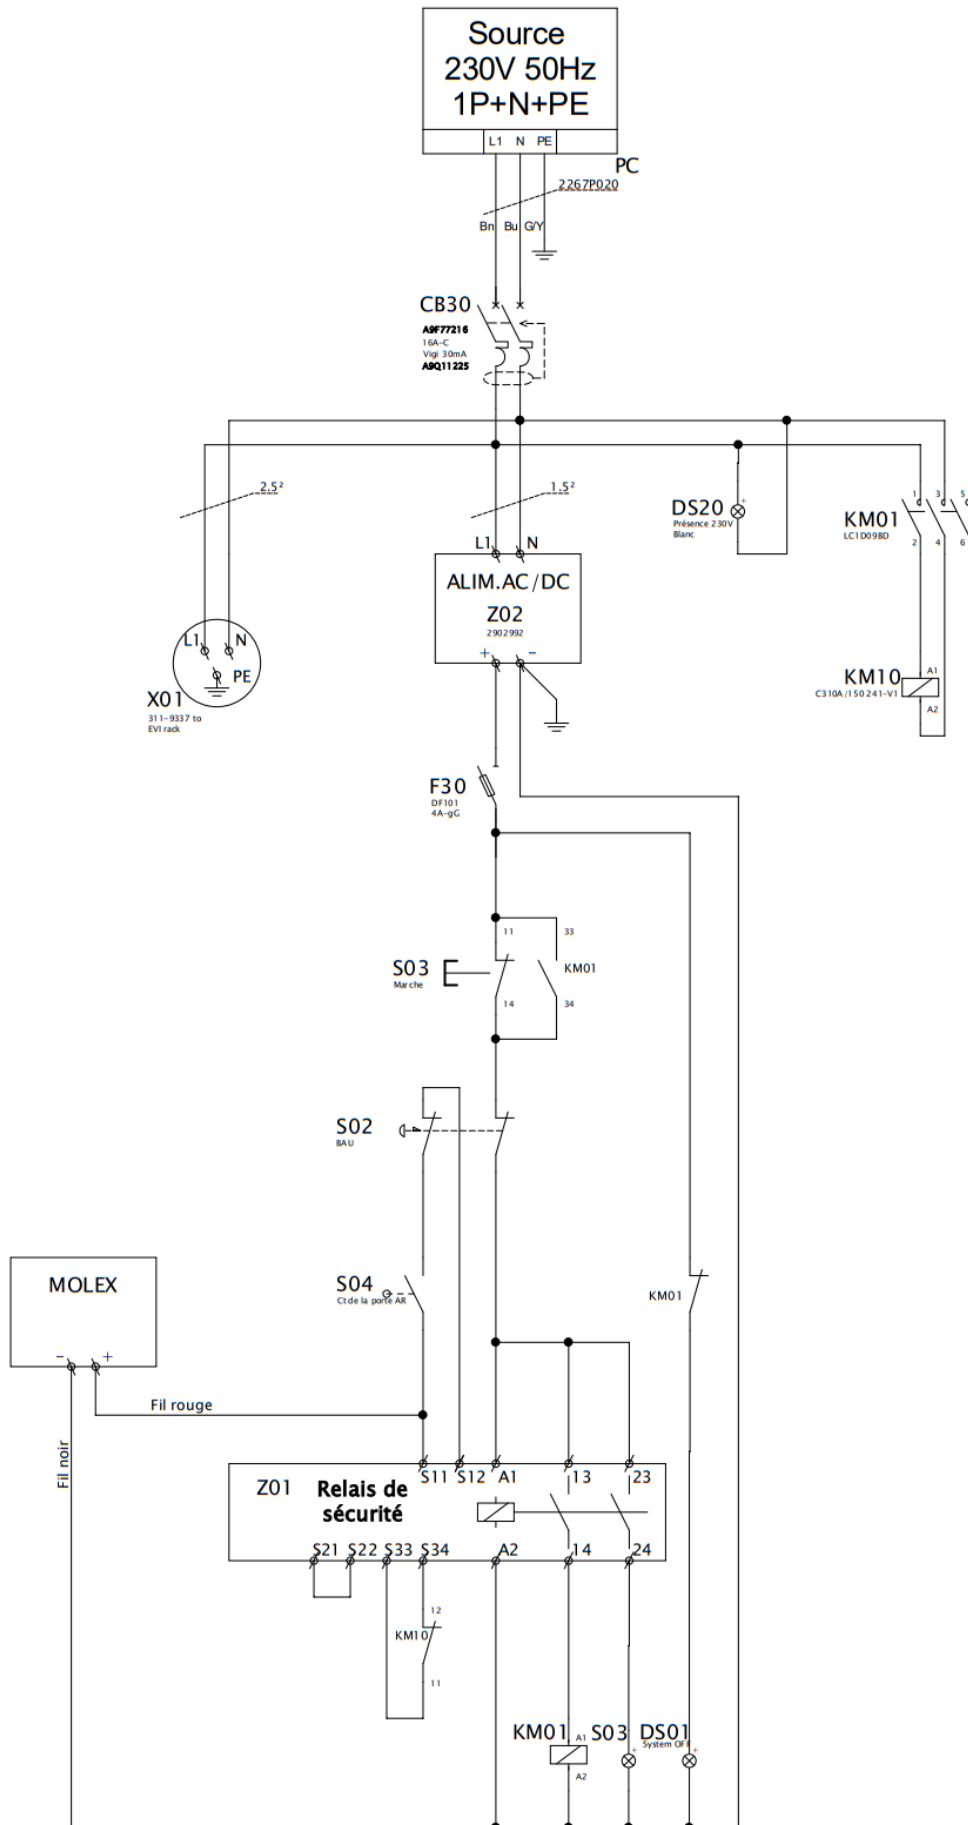 Source
230V 50Hz
1P+N+PE
L1 N PE
PC
2267P020
Bn Bu G/Y
CB30
A9F77216
16A-C
Vigi 30mA
A9Q11225
2.5²
1.5²
DS20
Présence 230V
Blanc
KM01
LC1D09BD
1 3 5
2 4 6
L1 N
ALIM.AC/DC
Z02
2902992
+ -
L1 N
PE
X01
311-9337 to
EVI rack
KM10
C310A/150 241-V1
A1
A2
F30
DF101
4A-gG
11 33
S03
Marche
KM01
14 34
S02
BAU
MOLEX
- +
S04
Ct de la porte AR
KM01
Fil rouge
Fil noir
Z01
Relais de
sécurité
S11 S12 A1 13 23
S21 S22 S33 S34 A2 14 24
12
KM10
11
KM01 A1
A2
S03
+
DS01
System OFF
+